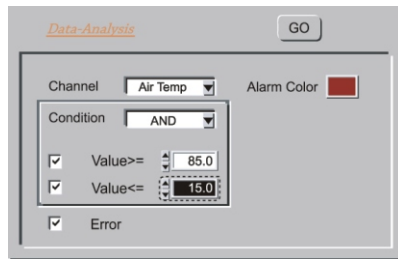 Data-Analysis GO
Channel Air Temp Alarm Color
Condition AND
Value>= 85.0
Value<= 15.0
Error